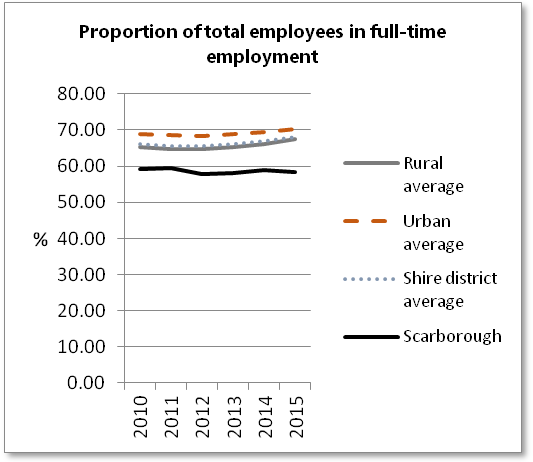 Proportion of total employees in full-time
employment
80.00
70.00
60.00
50.00
% 40.00
30.00
20.00
10.00
0.00
2010 2011 2012 2013 2014 2015
Rural
average
Urban
average
Shire district
average
Scarborough